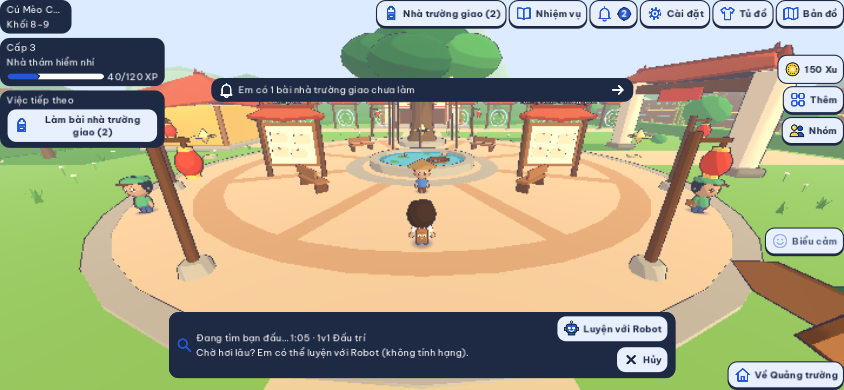 Cú Mèo C...
Khối 8-9
Nhà trường giao (2)
Nhiệm vụ
2
Cài đặt
Tủ đồ
Bản đồ
Cấp 3
Nhà thám hiểm nhí
40/120 XP
Việc tiếp theo
Làm bài nhà trường
giao (2)
Em có 1 bài nhà trường giao chưa làm
150 Xu
Thêm
Nhóm
Biểu cảm
Đang tìm bạn đấu... 1:05 · 1v1 Đấu trí
Chờ hơi lâu? Em có thể luyện với Robot (không tính hạng).
Luyện với Robot
Hủy
Về Quảng trường